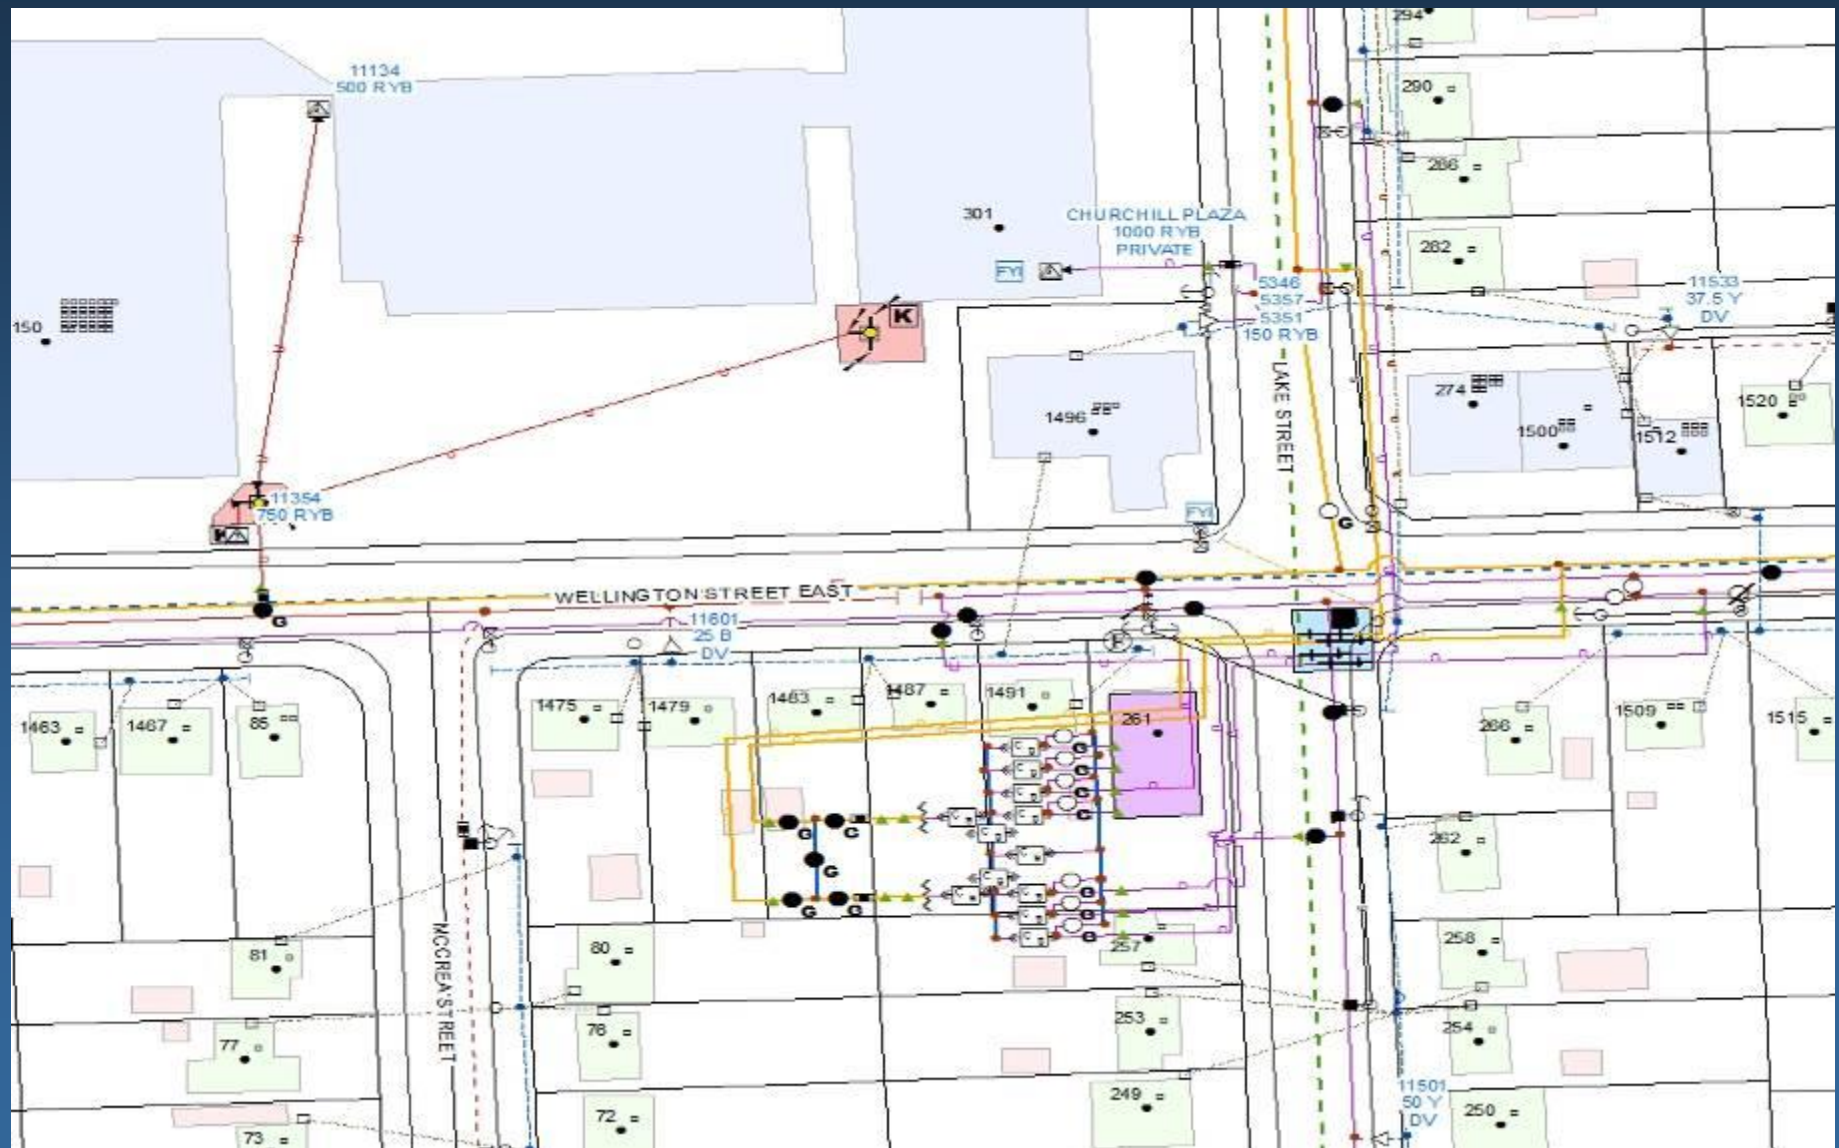 294
11134
500 RYB
290
286
301
CHURCHILL PLAZA
1000 RYB
PRIVATE
FYI
282
5346
5357
5351
150 RYB
11533
37.5 Y
DV
150
K
LAKE STREET
274
1496
1500
1512
1520
11354
750 RYB
FYI
G
WELLINGTON STREET EAST
G
11601
25 B
DV
F
1463
1467
85
1475
1479
1483
1487
1491
261
266
1509
1515
G
G
G
G
G
G
G
G
G
262
G
G
G
G
G
MCCREA STREET
81
80
257
258
77
76
253
254
73
72
249
11501
50 Y
DV
250